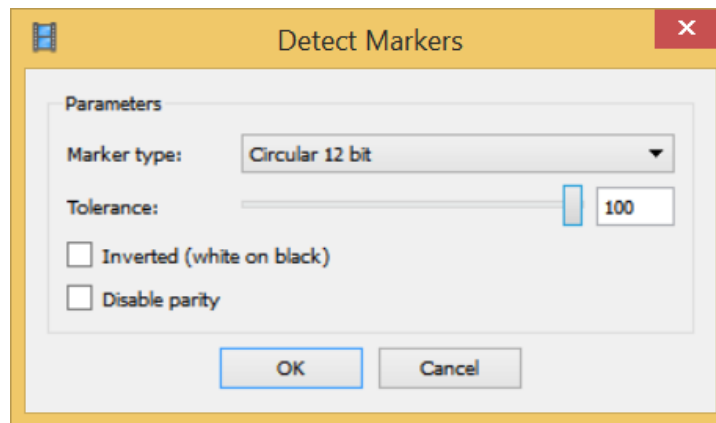 Detect Markers
x
Parameters
Marker type: Circular 12 bit
Tolerance: 100
Inverted (white on black)
Disable parity
OK Cancel